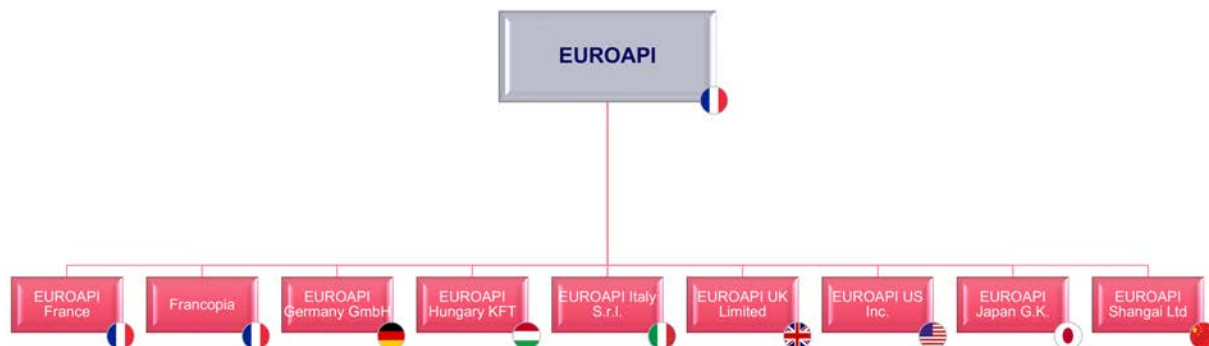 EUROAPI
EUROAPI
France
Francopia
EUROAPI
Germany GmbH
EUROAPI
Hungary KFT
EUROAPI Italy
S.r.l.
EUROAPI UK
Limited
EUROAPI US
Inc.
EUROAPI
Japan G.K.
EUROAPI
Shangai Ltd